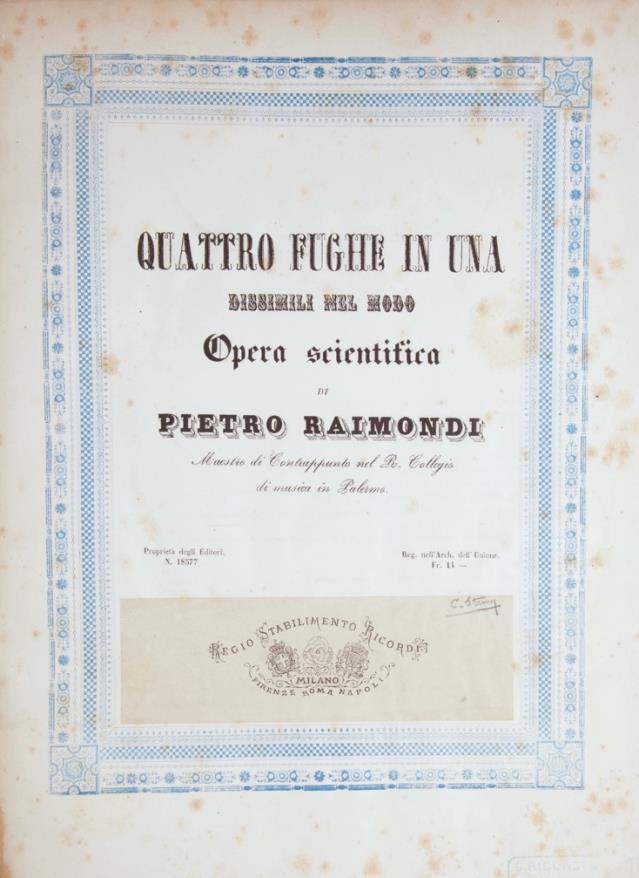 QUATTRO FUGHE IN UNA
DISSIMILI NEL MODO
Opera scientifica
DI
PIETRO RAIMONDI
Maestro di Contrappunto nel R. Collegio
di musica in Palermo.
Proprietà degli Editori.
N. 18577
Reg. nell'Arch. dell'Unione.
Fr. 14 —
REGIO STABILIMENTO RICORDI
MILANO
FIRENZE ROMA NAPOLI